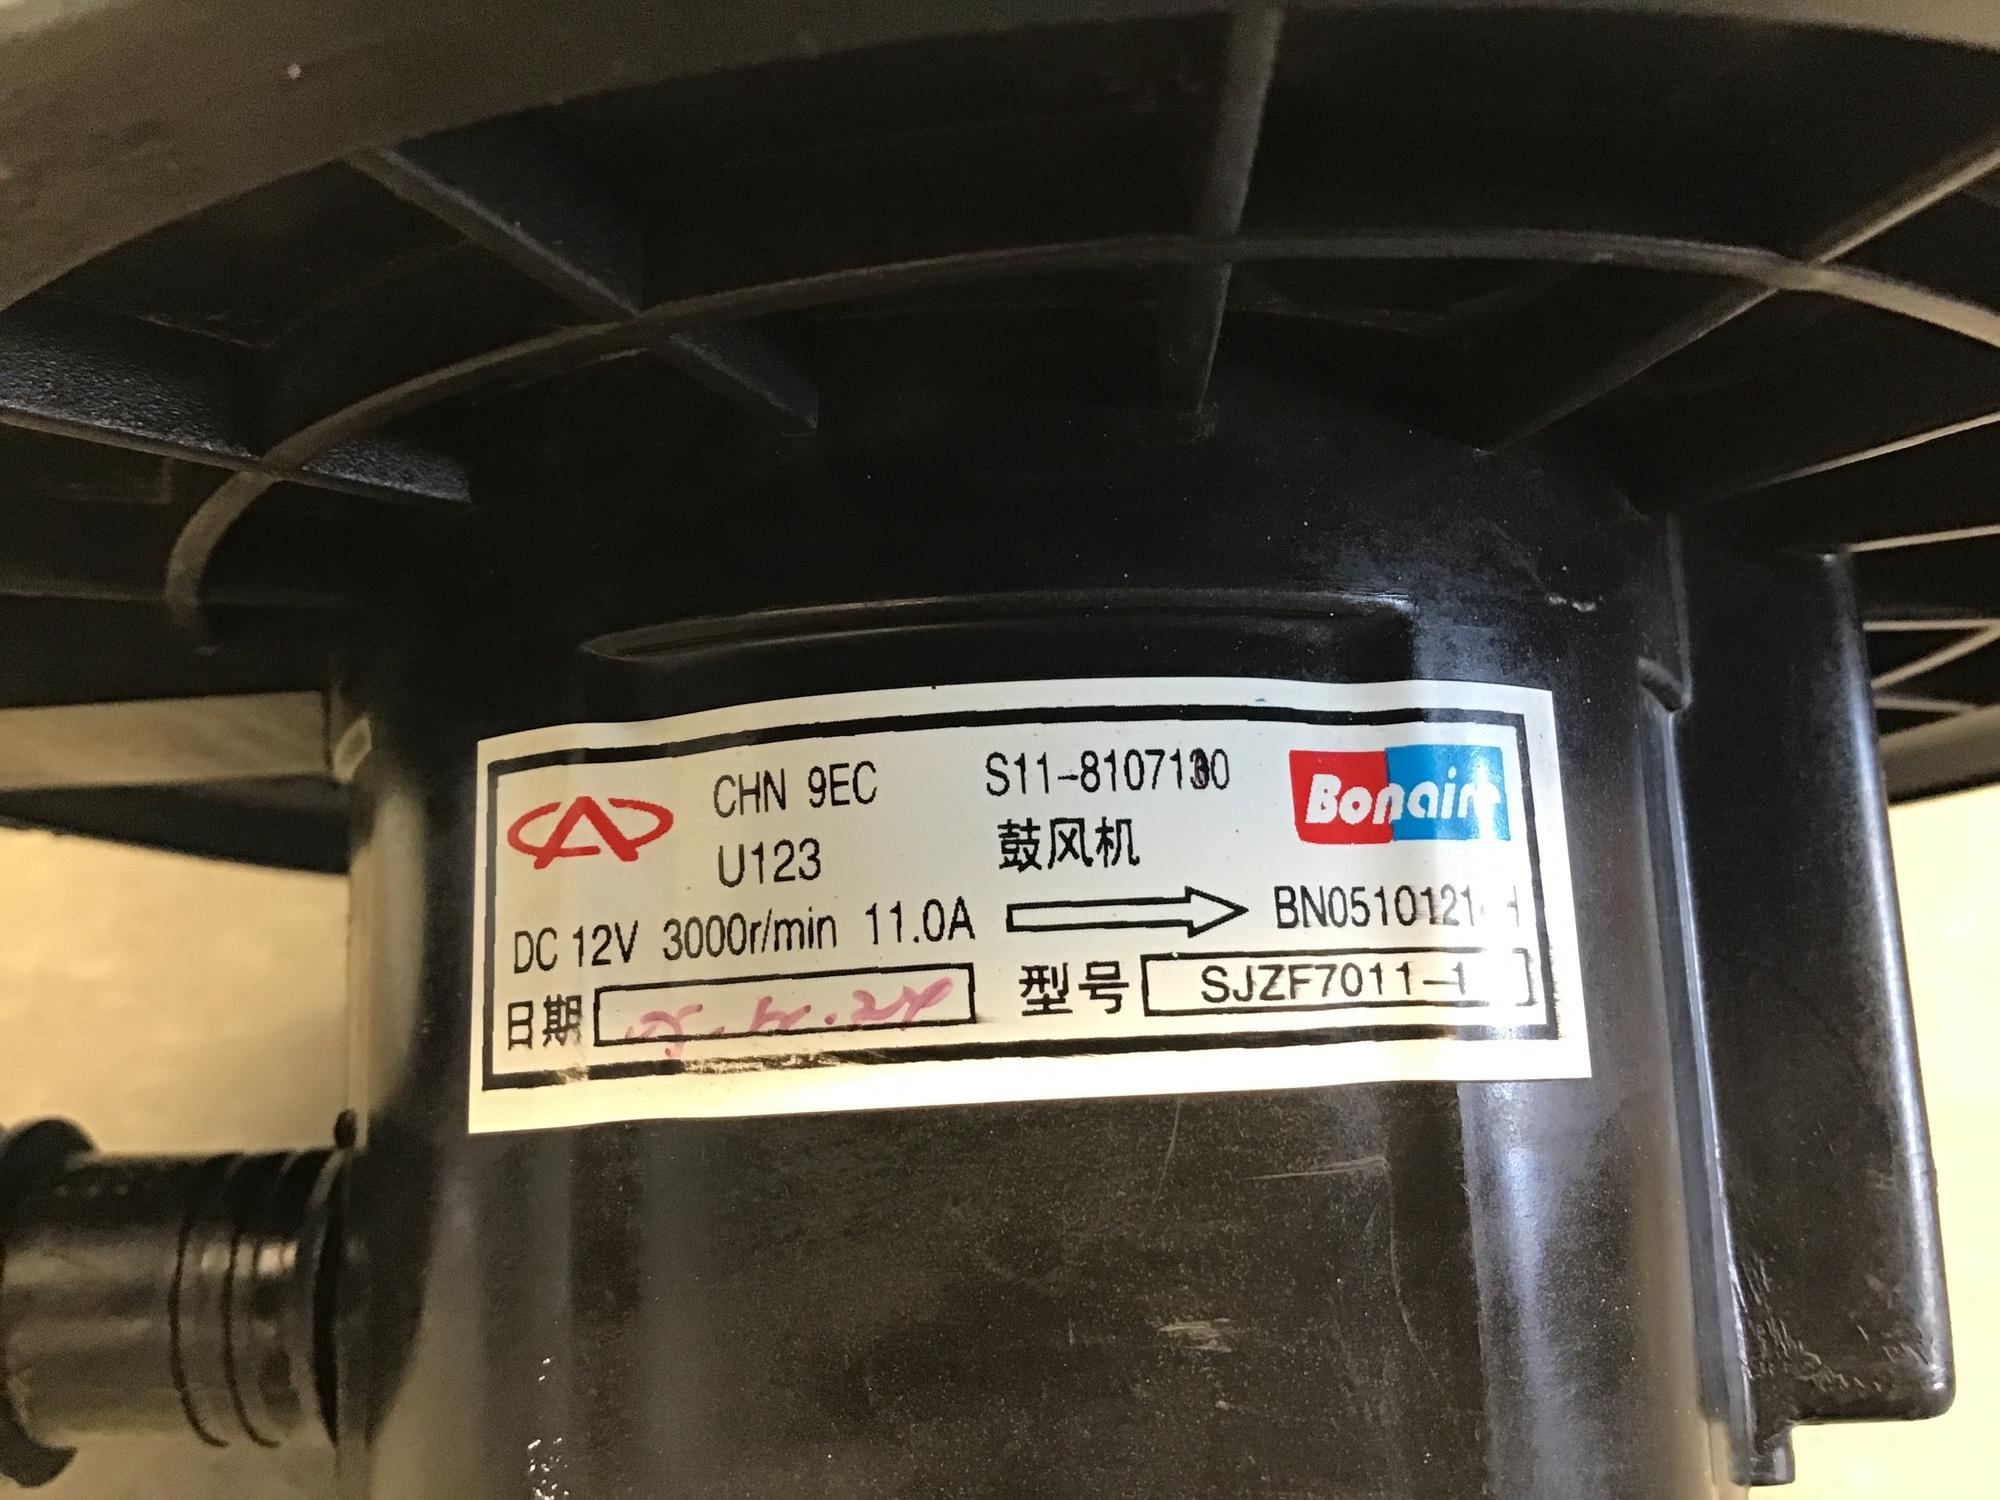 CHN 9EC
U123
S11-8107130
鼓风机
Bonaire
DC 12V 3000r/min 11.0A
日期
型号 SJZF7011-1